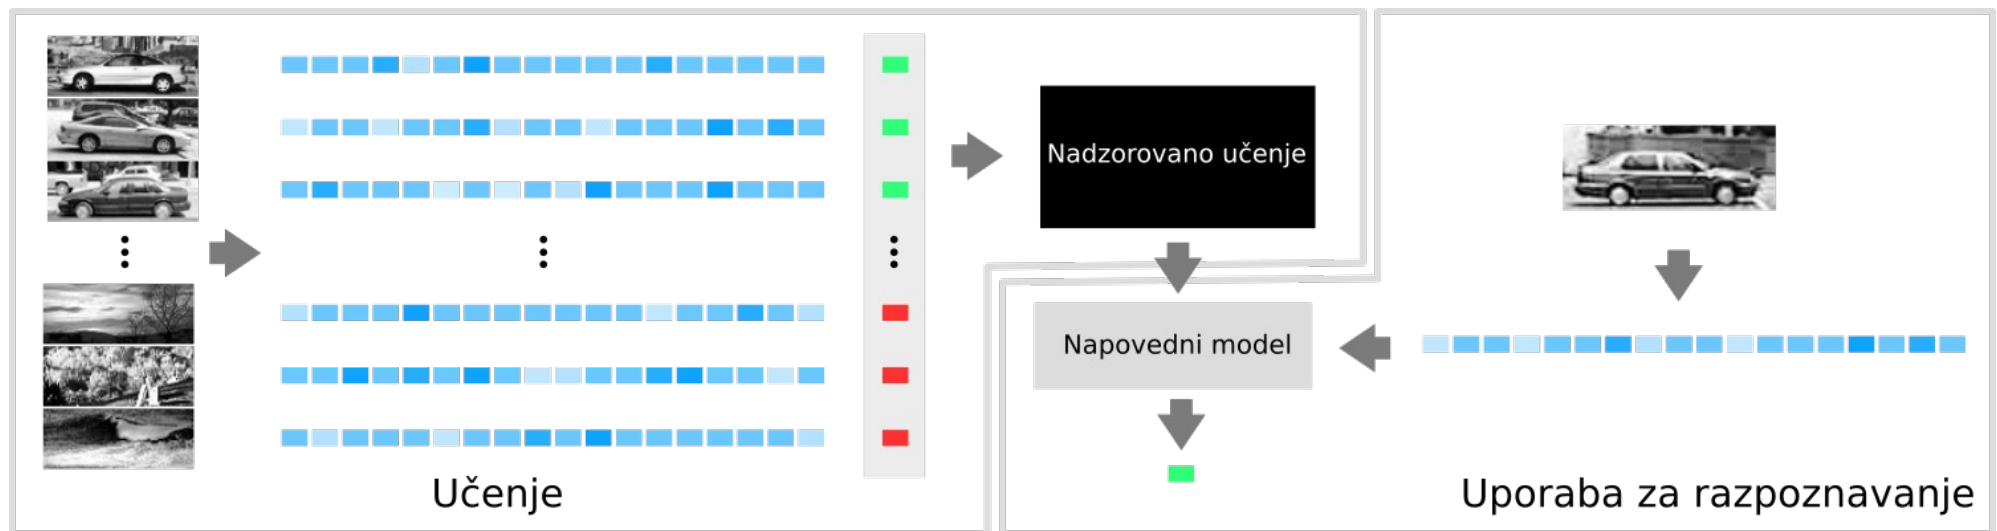 Nadzorovano učenje
Napovedni model
Učenje
Uporaba za razpoznavanje